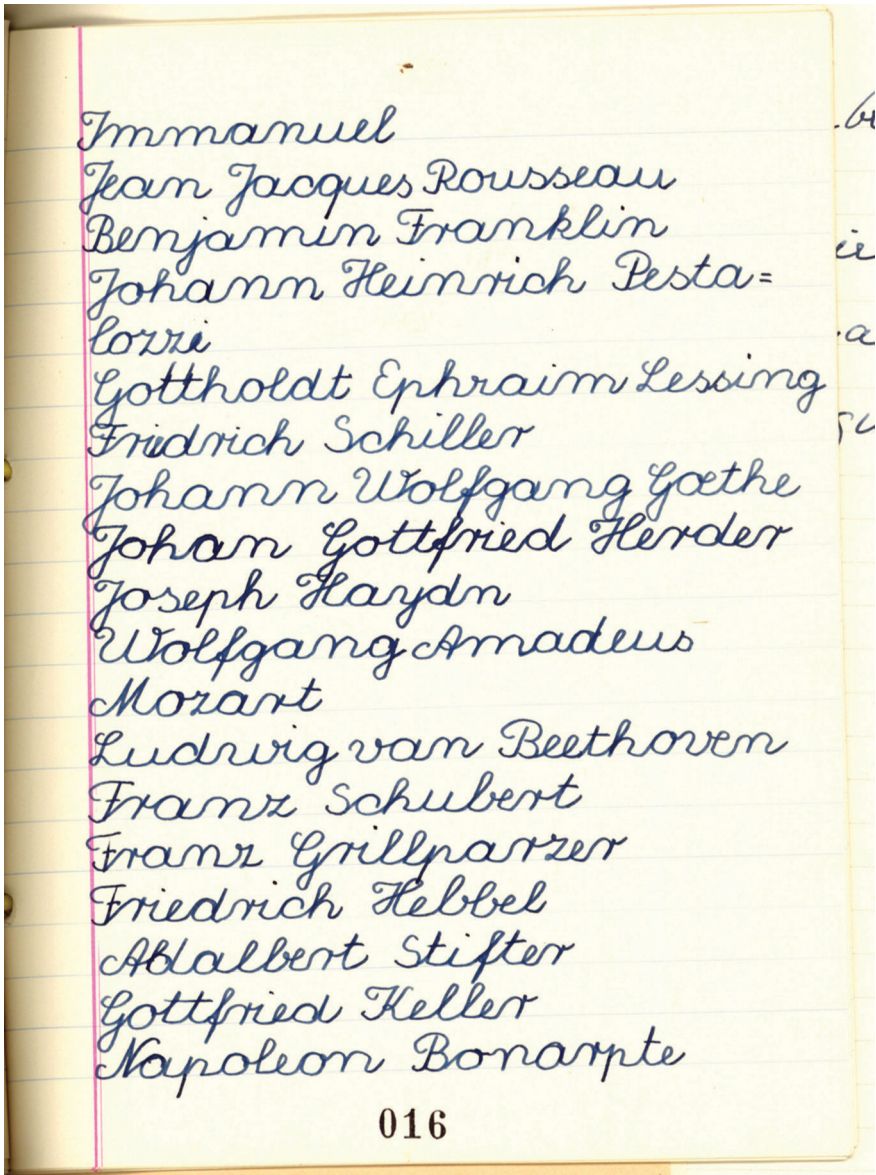 Immanuel
Jean Jacques Rousseau
Benjamin Franklin
Johann Heinrich Pesta=
lozzi
Gottholdt Ephraim Lessing
Fridrich Schiller
Johann Wolfgang Goethe
Johan Gottfried Herder
Joseph Haydn
Wolfgang Amadeus
Mozart
Ludwig van Beethoven
Franz Schubert
Franz Grillparzer
Friedrich Hebbel
Adalbert Stifter
Gottfried Keller
Napoleon Bonarpte
016